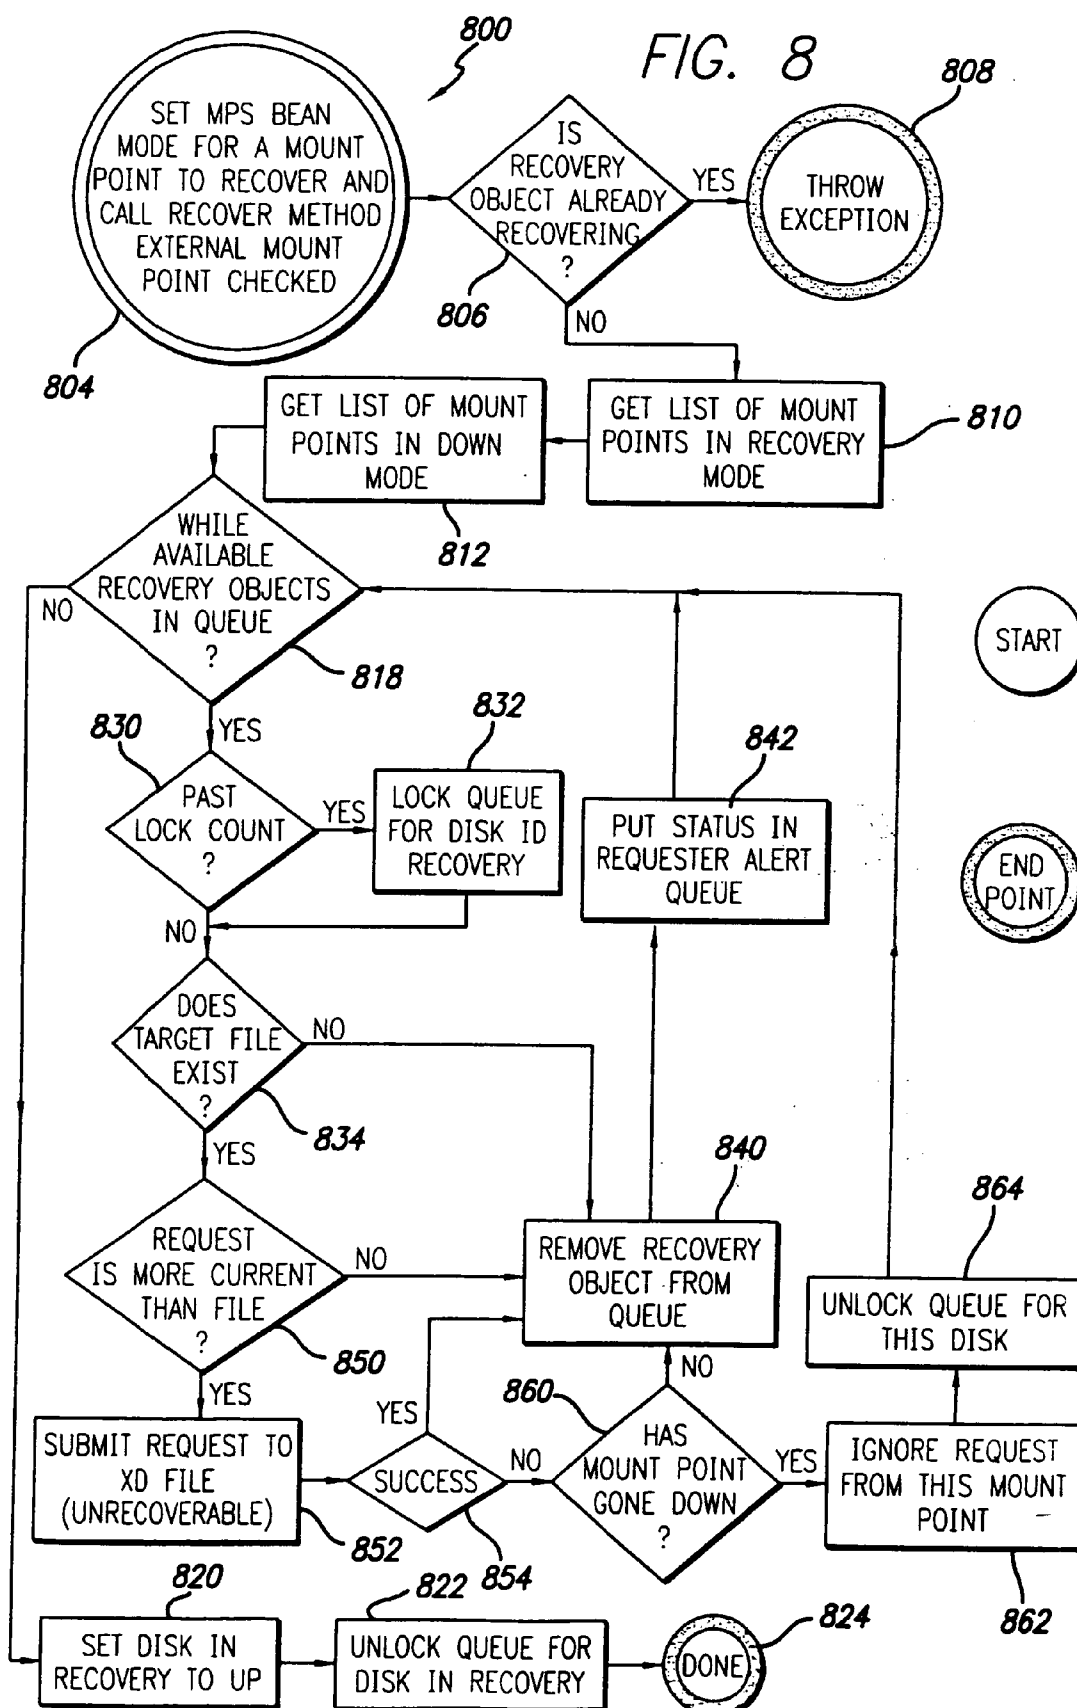 800
FIG. 8
808
SET MPS BEAN
MODE FOR A MOUNT
POINT TO RECOVER AND
CALL RECOVER METHOD
EXTERNAL MOUNT
POINT CHECKED
804
IS
RECOVERY
OBJECT ALREADY
RECOVERING
?
806
YES
THROW
EXCEPTION
NO
GET LIST OF MOUNT
POINTS IN DOWN
MODE
812
GET LIST OF MOUNT
POINTS IN RECOVERY
MODE
810
WHILE
AVAILABLE
RECOVERY OBJECTS
IN QUEUE
?
NO
818
YES
START
830
PAST
LOCK COUNT
?
YES
832
LOCK QUEUE
FOR DISK ID
RECOVERY
842
PUT STATUS IN
REQUESTER ALERT
QUEUE
END
POINT
NO
DOES
TARGET FILE
EXIST
?
NO
834
YES
840
REMOVE RECOVERY
OBJECT FROM
QUEUE
864
UNLOCK QUEUE FOR
THIS DISK
REQUEST
IS MORE CURRENT
THAN FILE
?
NO
850
YES
SUBMIT REQUEST TO
XD FILE
(UNRECOVERABLE)
852
YES
SUCCESS
854
NO
860
NO
HAS
MOUNT POINT
GONE DOWN
?
YES
IGNORE REQUEST
FROM THIS MOUNT
POINT
862
820
SET DISK IN
RECOVERY TO UP
822
UNLOCK QUEUE FOR
DISK IN RECOVERY
824
DONE